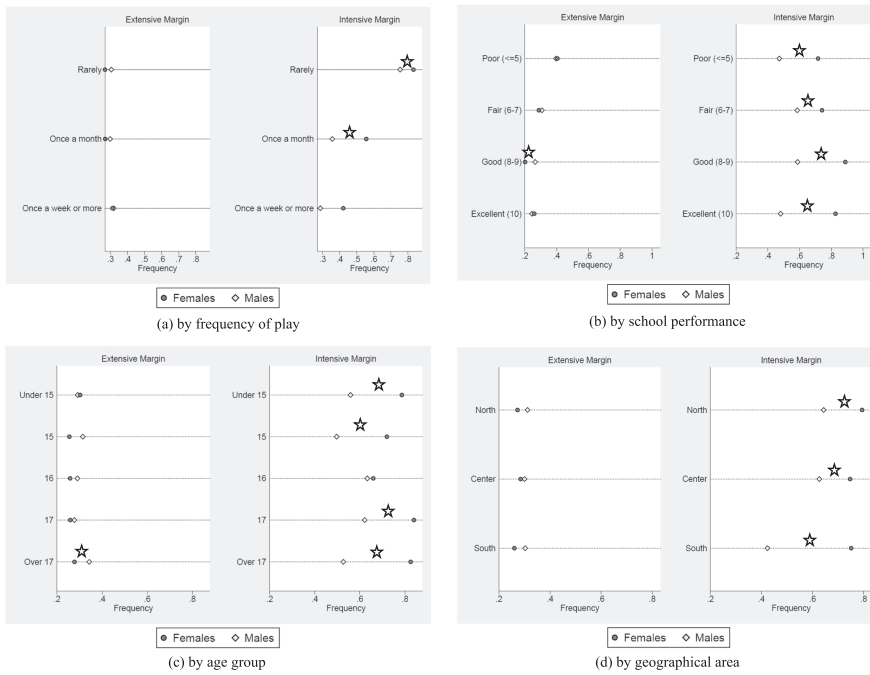 Extensive Margin
Rarely
Once a month
Once a week or more
.3 .4 .5 .6 .7 .8
Frequency
Intensive Margin
Rarely
Once a month
Once a week or more
.3 .4 .5 .6 .7 .8
Frequency
Females Males
(a) by frequency of play
Extensive Margin
Poor (<=5)
Fair (6-7)
Good (8-9)
Excellent (10)
.2 .4 .6 .8 1
Frequency
Intensive Margin
Poor (<=5)
Fair (6-7)
Good (8-9)
Excellent (10)
.2 .4 .6 .8 1
Frequency
Females Males
(b) by school performance
Extensive Margin
Under 15
15
16
17
Over 17
.2 .4 .6 .8
Frequency
Intensive Margin
Under 15
15
16
17
Over 17
.2 .4 .6 .8
Frequency
Females Males
(c) by age group
Extensive Margin
North
Center
South
.2 .4 .6 .8
Frequency
Intensive Margin
North
Center
South
.2 .4 .6 .8
Frequency
Females Males
(d) by geographical area